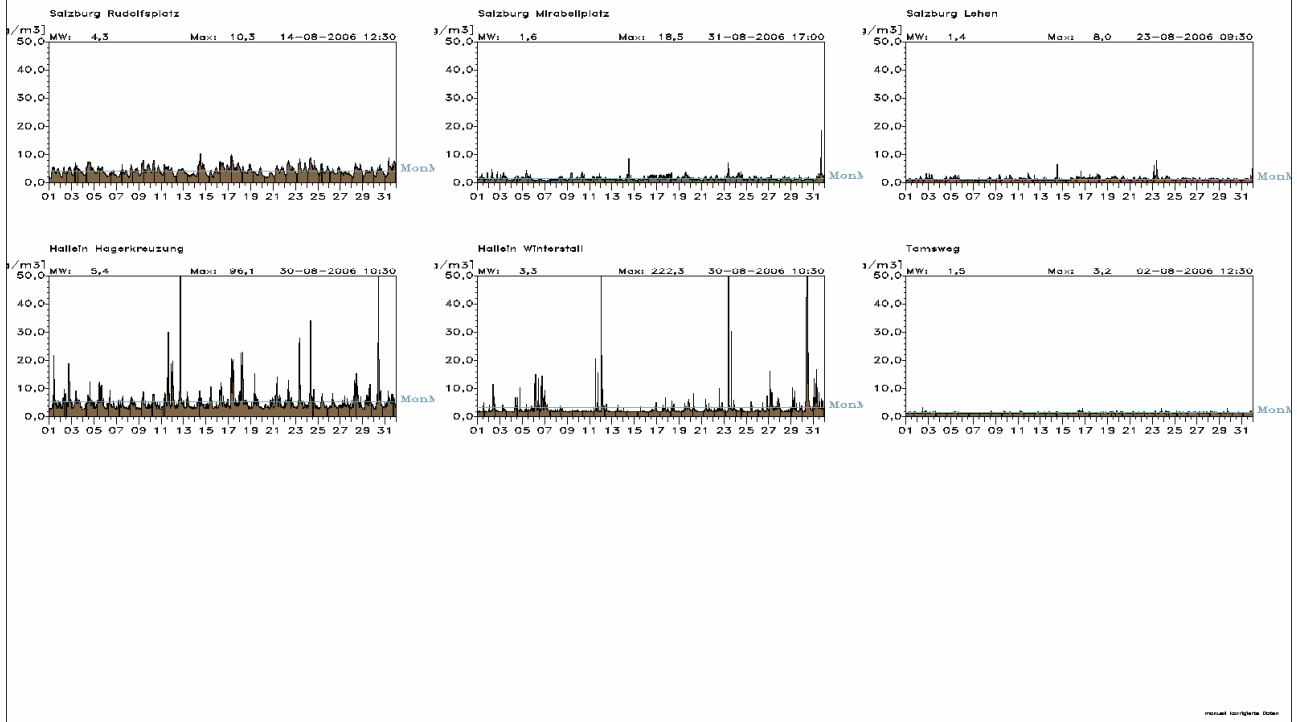 Salzburg Rudolfsplatz
g/m3] MW: 4,3 Max: 10,3 14-08-2006 12:30
50,0
40,0
30,0
20,0
10,0
0,0
MonM
01 03 05 07 09 11 13 15 17 19 21 23 25 27 29 31
Salzburg Mirabellplatz
g/m3] MW: 1,6 Max: 18,5 31-08-2006 17:00
50,0
40,0
30,0
20,0
10,0
0,0
MonM
01 03 05 07 09 11 13 15 17 19 21 23 25 27 29 31
Salzburg Lehen
g/m3] MW: 1,4 Max: 8,0 23-08-2006 09:30
50,0
40,0
30,0
20,0
10,0
0,0
MonM
01 03 05 07 09 11 13 15 17 19 21 23 25 27 29 31
Hallein Hagerkreuzung
g/m3] MW: 5,4 Max: 96,1 30-08-2006 10:30
50,0
40,0
30,0
20,0
10,0
0,0
MonM
01 03 05 07 09 11 13 15 17 19 21 23 25 27 29 31
Hallein Winterstall
g/m3] MW: 3,3 Max: 222,3 30-08-2006 10:30
50,0
40,0
30,0
20,0
10,0
0,0
MonM
01 03 05 07 09 11 13 15 17 19 21 23 25 27 29 31
Tamsweg
g/m3] MW: 1,5 Max: 3,2 02-08-2006 12:30
50,0
40,0
30,0
20,0
10,0
0,0
MonM
01 03 05 07 09 11 13 15 17 19 21 23 25 27 29 31
manuell korrigierte Daten